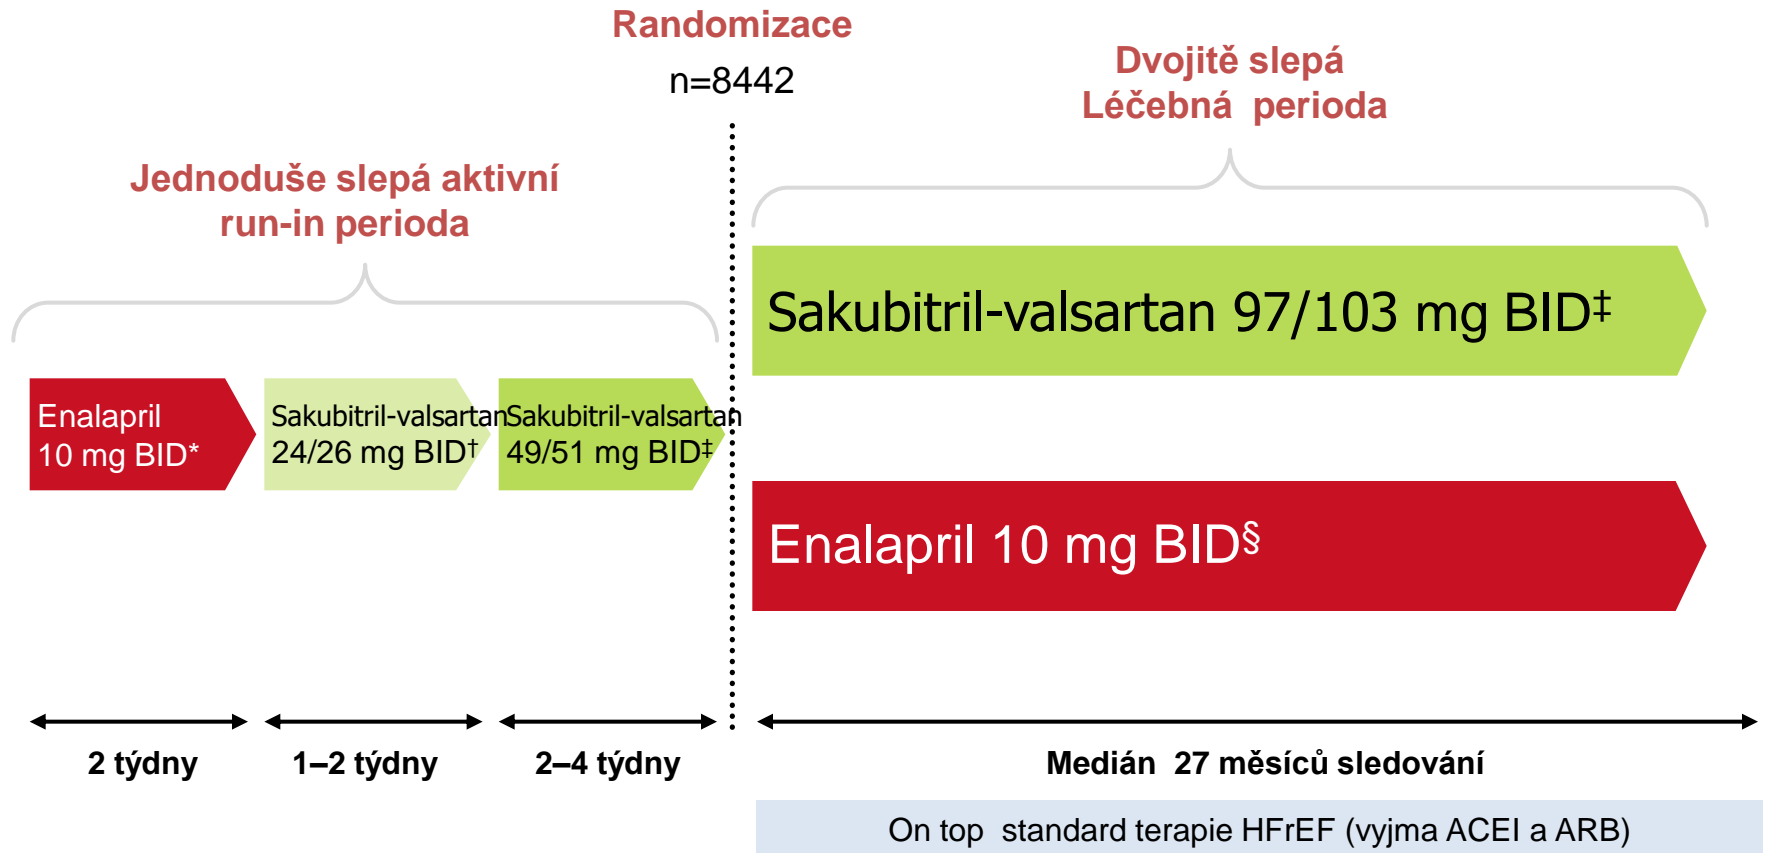 Randomizace
n=8442
Dvojitě slepá
Léčebná perioda
Jednoduše slepá aktivní
run-in perioda
Sakubitril-valsartan 97/103 mg BID‡
Enalapril
10 mg BID*
Sakubitril-valsartan
24/26 mg BID†
Sakubitril-valsartan
49/51 mg BID‡
Enalapril 10 mg BID§
2 týdny
1–2 týdny
2–4 týdny
Medián 27 měsíců sledování
On top standard terapie HFrEF (vyjma ACEI a ARB)